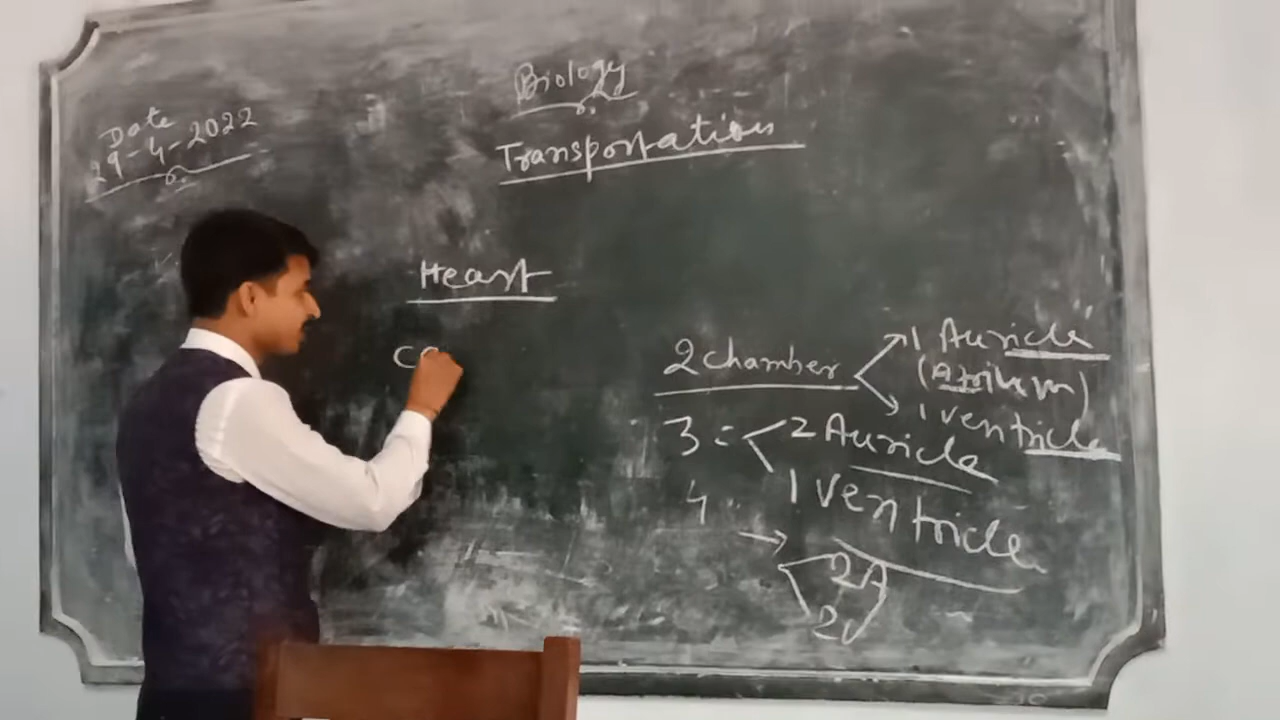 Biology
Date
29-4-2022
Transportation
Heart
2 chamber
1 Auricle
(Atrium)
1 ventricle
3 =
2 Auricle
1 ventricle
4
2A
2V